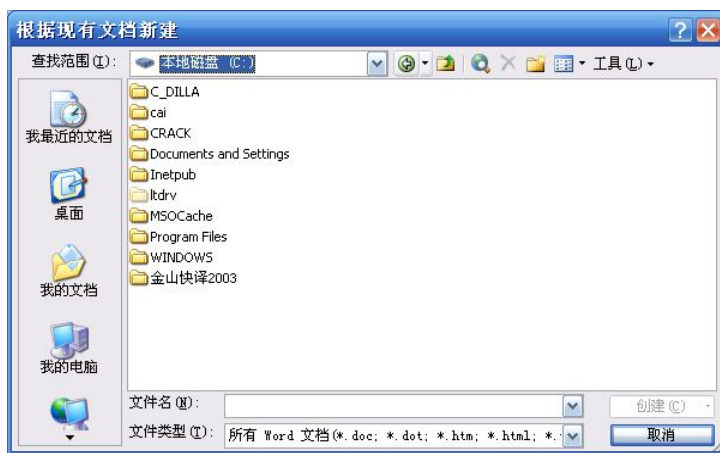 根据现有文档新建
查找范围(I):
本地磁盘 (C:)
工具(L)
我最近的文档
桌面
我的文档
我的电脑
C_DILLA
cai
CRACK
Documents and Settings
Inetpub
ltdrv
MSOCache
Program Files
WINDOWS
金山快译2003
文件名(N):
创建(C)
文件类型(T):
所有 Word 文档(*.doc; *.dot; *.htm; *.html; *.
取消